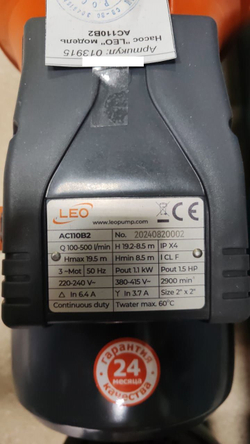 Артикул: 013915
Насос "LEO" модель
AC110B2
LEO
www.leopump.com
CE
AC110B2 No. 20240820002
Q 100-500 l/min H 19.2-8.5 m IP X4
Hmax 19.5 m Hmin 8.5 m I CL F
3~Mot 50 Hz Pout 1.1 kW Pout 1.5 HP
220-240 V~ 380-415 V~ 2900 min⁻¹
△ In 6.4 A Y In 3.7 A Size 2" x 2"
Continuous duty Twater max. 60°C
гарантия
24
месяца
качества